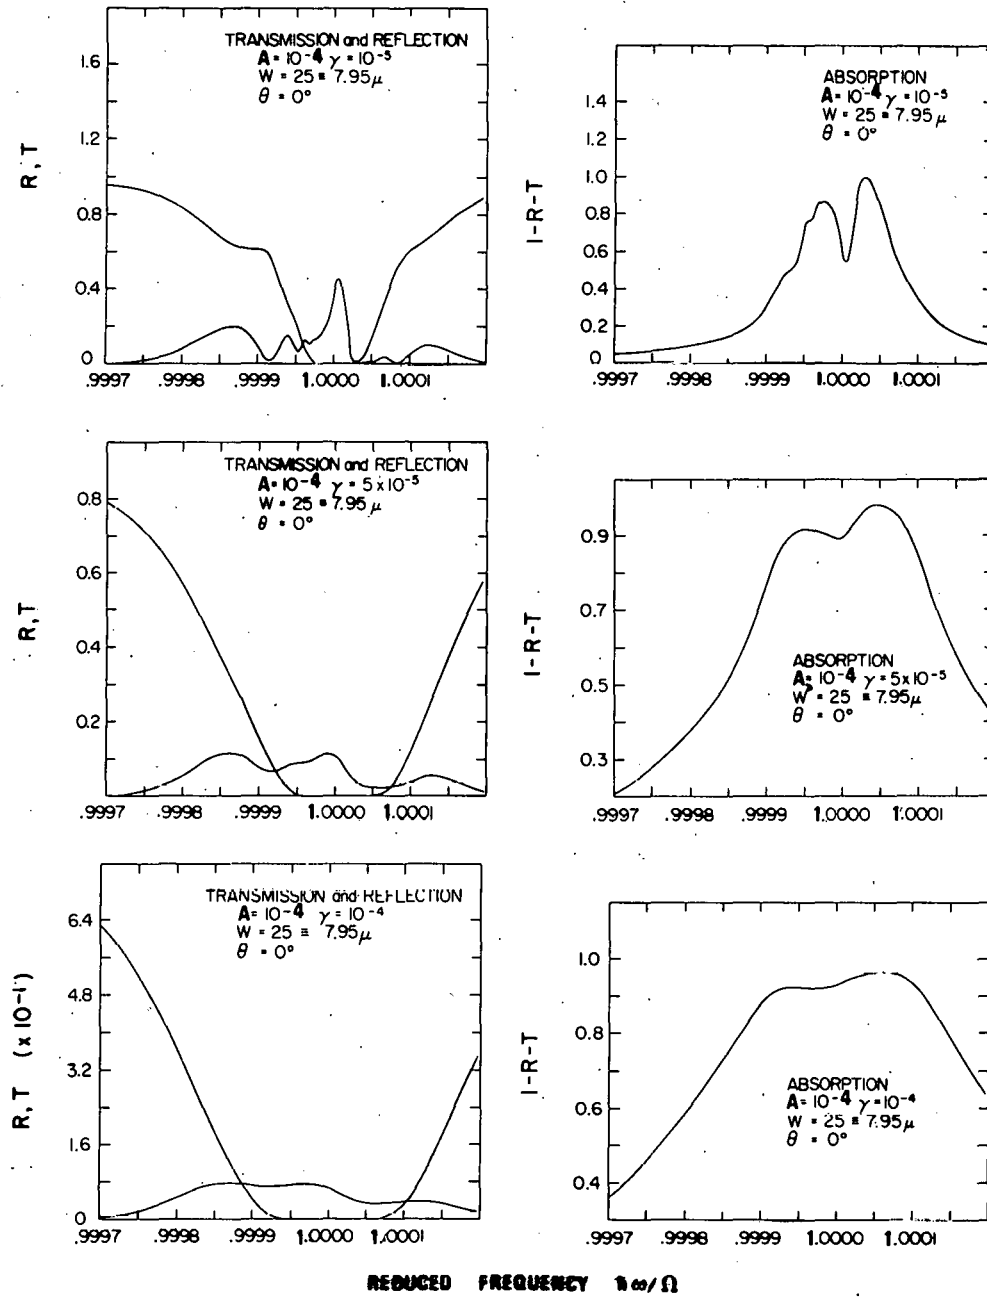 TRANSMISSION and REFLECTION
A = 10⁻⁴ γ = 10⁻⁵
W = 25 ≡ 7.95μ
θ = 0°
R, T
1.6
1.2
0.8
0.4
0
.9997 .9998 .9999 1.0000 1.0001
ABSORPTION
A = 10⁻⁴ γ = 10⁻⁵
W = 25 ≡ 7.95μ
θ = 0°
1-R-T
1.4
1.2
1.0
0.8
0.6
0.4
0.2
0
.9997 .9998 .9999 1.0000 1.0001
TRANSMISSION and REFLECTION
A = 10⁻⁴ γ = 5 x 10⁻⁵
W = 25 ≡ 7.95μ
θ = 0°
R, T
0.8
0.6
0.4
0.2
.9997 .9998 .9999 1.0000 1.0001
1-R-T
0.9
0.7
0.5
0.3
ABSORPTION
A = 10⁻⁴ γ = 5 x 10⁻⁵
W = 25 ≡ 7.95μ
θ = 0°
.9997 .9998 .9999 1.0000 1.0001
TRANSMISSION and REFLECTION
A = 10⁻⁴ γ = 10⁻⁴
W = 25 ≡ 7.95μ
θ = 0°
R, T (x 10⁻¹)
6.4
4.8
3.2
1.6
0
.9997 .9998 .9999 1.0000 1.0001
1-R-T
1.0
0.8
0.6
0.4
ABSORPTION
A = 10⁻⁴ γ = 10⁻⁴
W = 25 ≡ 7.95μ
θ = 0°
.9997 .9998 .9999 1.0000 1.0001
REDUCED FREQUENCY ħω/Ω